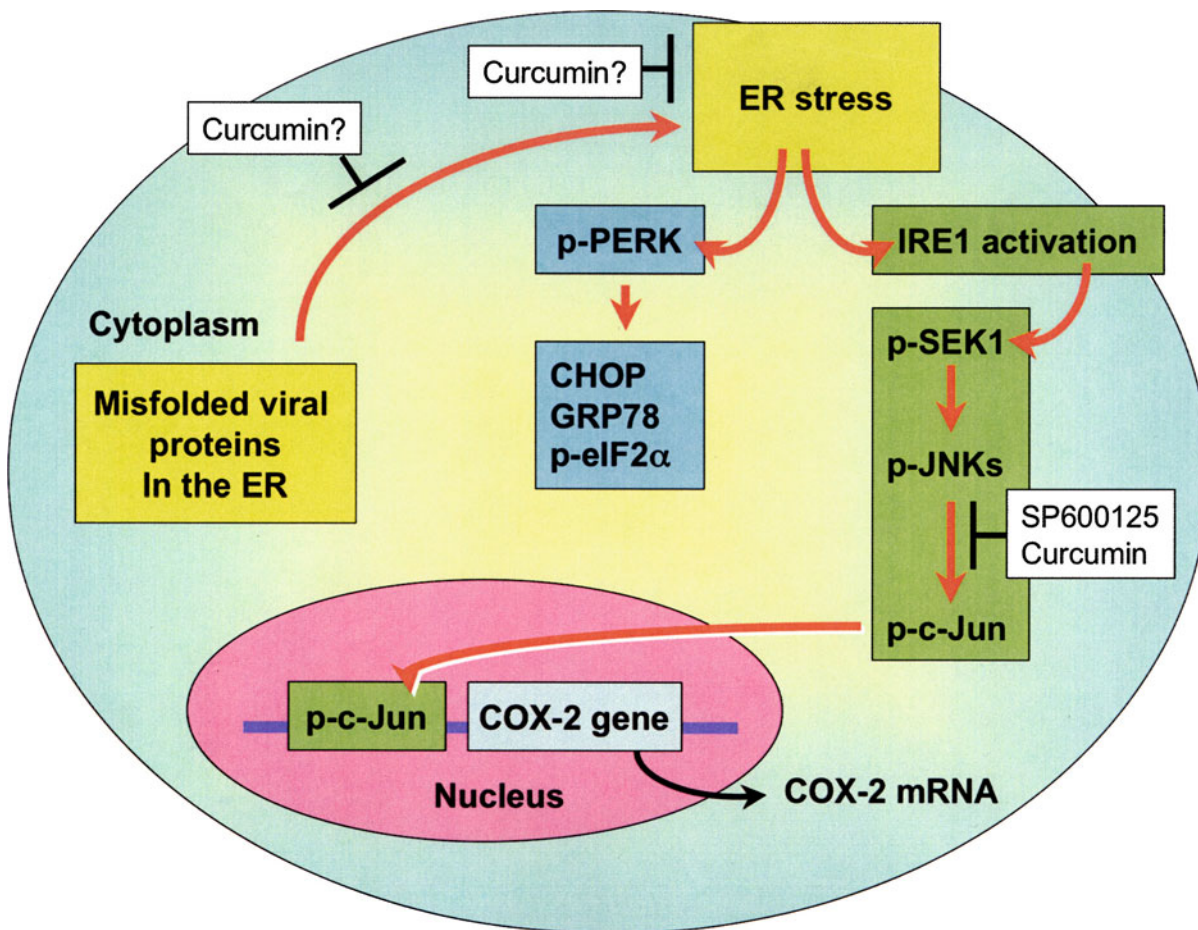 Curcumin?
ER stress
Curcumin?
p-PERK
IRE1 activation
Cytoplasm
p-SEK1
Misfolded viral
proteins
In the ER
CHOP
GRP78
p-eIF2α
p-JNKs
SP600125
Curcumin
p-c-Jun
p-c-Jun
COX-2 gene
Nucleus
COX-2 mRNA